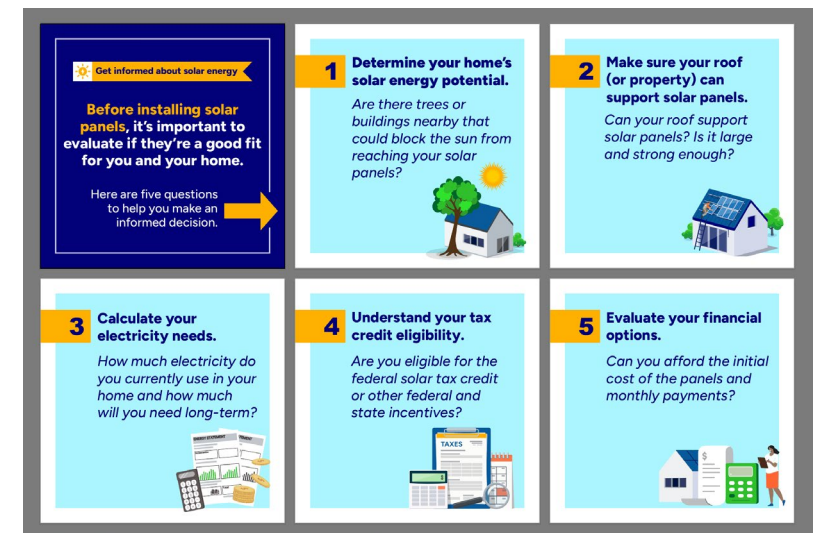 Get informed about solar energy
Before installing solar
panels, it's important to
evaluate if they're a good fit
for you and your home.
Here are five questions
to help you make an
informed decision.
1
Determine your home's
solar energy potential.
Are there trees or
buildings nearby that
could block the sun from
reaching your solar
panels?
2
Make sure your roof
(or property) can
support solar panels.
Can your roof support
solar panels? Is it large
and strong enough?
3
Calculate your
electricity needs.
How much electricity do
you currently use in your
home and how much
will you need long-term?
4
Understand your tax
credit eligibility.
Are you eligible for the
federal solar tax credit
or other federal and
state incentives?
TAXES
5
Evaluate your financial
options.
Can you afford the initial
cost of the panels and
monthly payments?
$